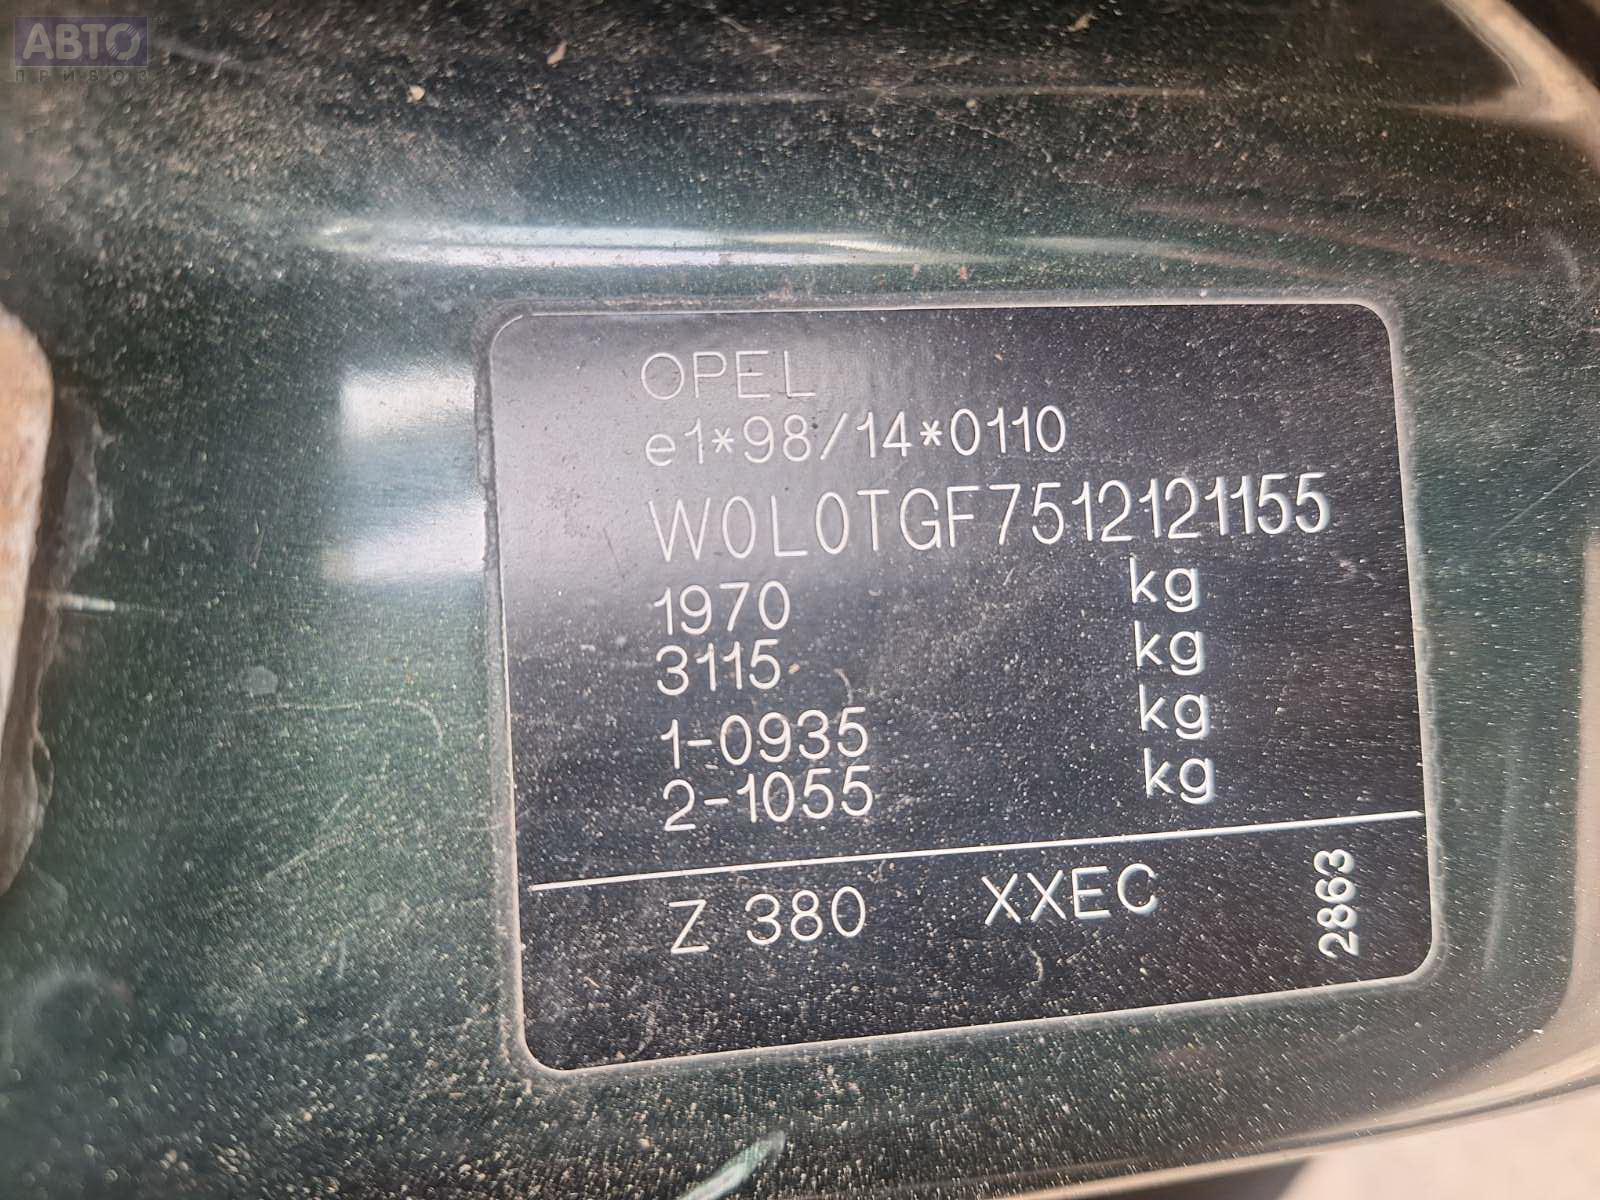 АВТО
ПРИВОЗ
OPEL
e1*98/14*0110
W0L0TGF7512121155
1970 kg
3115 kg
1-0935 kg
2-1055 kg
Z 380 XXEC
2863